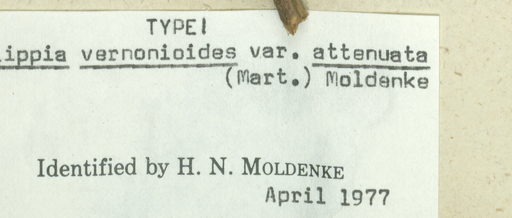 TYPE!
ippia vernonioides var. attenuata
(Mart.) Moldenke
Identified by H. N. MOLDENKE
April 1977